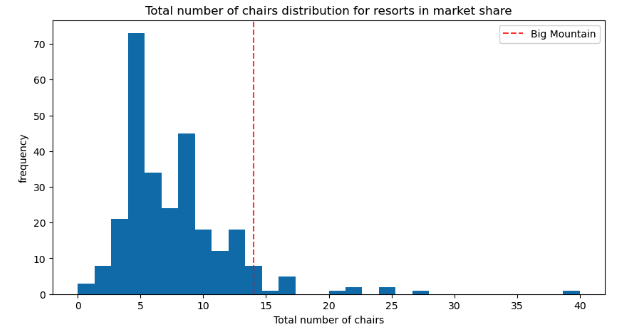 Total number of chairs distribution for resorts in market share
Big Mountain
frequency
70
60
50
40
30
20
10
0
0 5 10 15 20 25 30 35 40
Total number of chairs